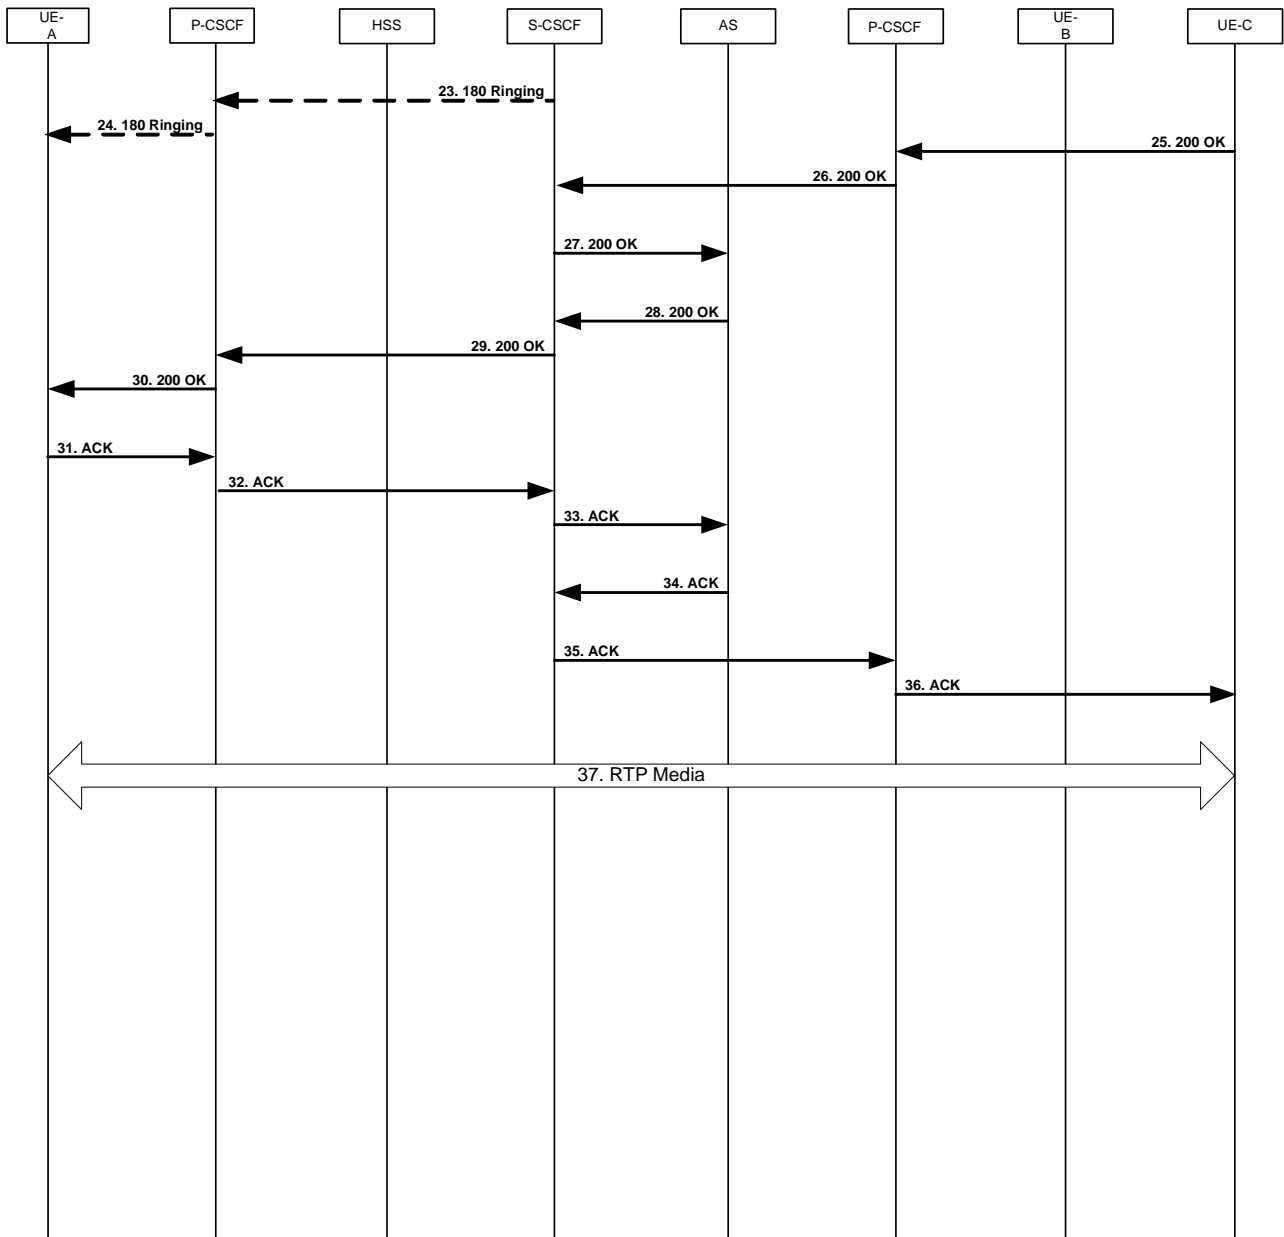 UE-
A
P-CSCF
HSS
S-CSCF
AS
P-CSCF
UE-
B
UE-C
23. 180 Ringing
24. 180 Ringing
25. 200 OK
26. 200 OK
27. 200 OK
28. 200 OK
29. 200 OK
30. 200 OK
31. ACK
32. ACK
33. ACK
34. ACK
35. ACK
36. ACK
37. RTP Media